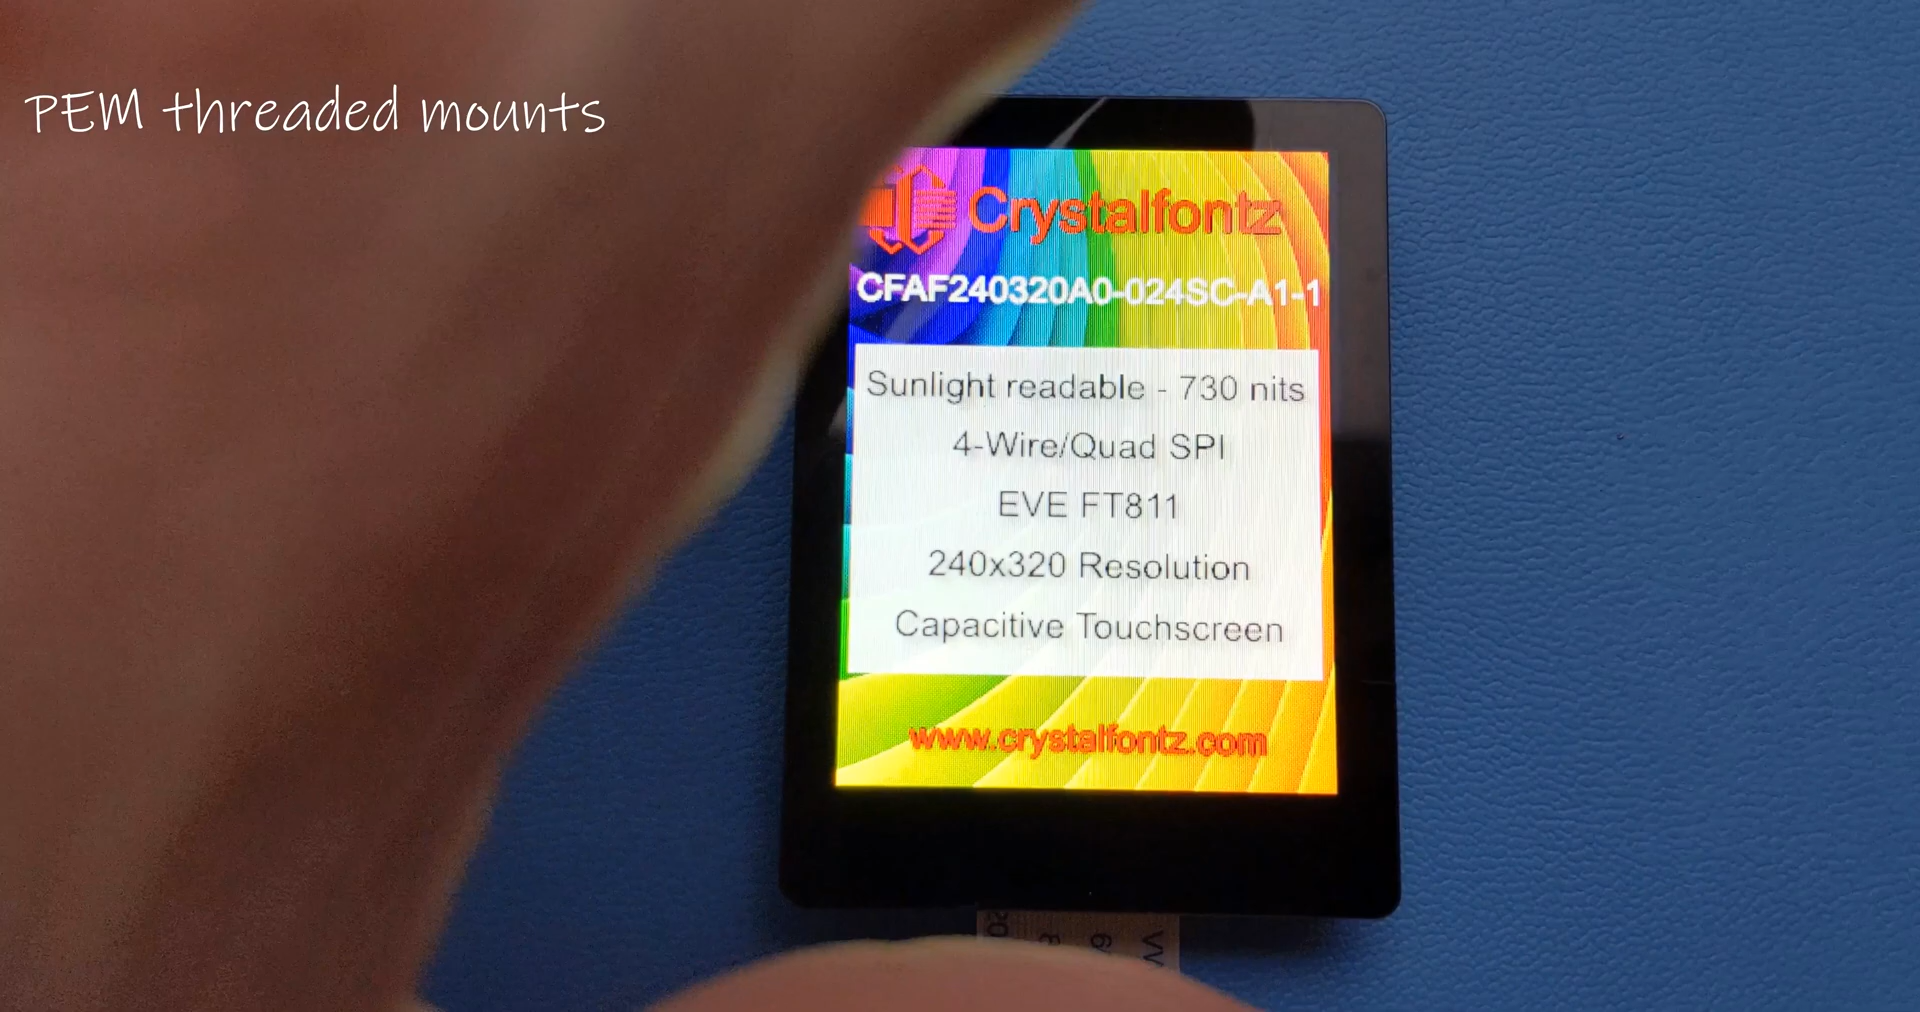 PEM threaded mounts
Crystalfontz
CFAF240320A0-024SC-A1-1
Sunlight readable - 730 nits
4-Wire/Quad SPI
EVE FT811
240x320 Resolution
Capacitive Touchscreen
www.crystalfontz.com